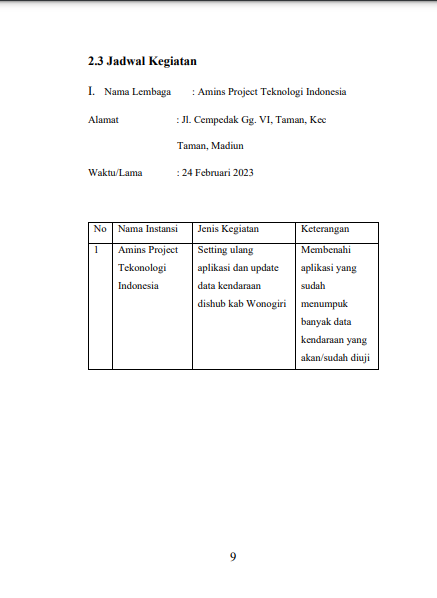 2.3 Jadwal Kegiatan
I. Nama Lembaga : Amins Project Teknologi Indonesia
Alamat : Jl. Cempedak Gg. VI, Taman, Kec
Taman, Madiun
Waktu/Lama : 24 Februari 2023
No Nama Instansi Jenis Kegiatan Keterangan
1 Amins Project Setting ulang Membenahi
Tekonologi aplikasi dan update aplikasi yang
Indonesia data kendaraan sudah
dishub kab Wonogiri menumpuk
banyak data
kendaraan yang
akan/sudah diuji
9